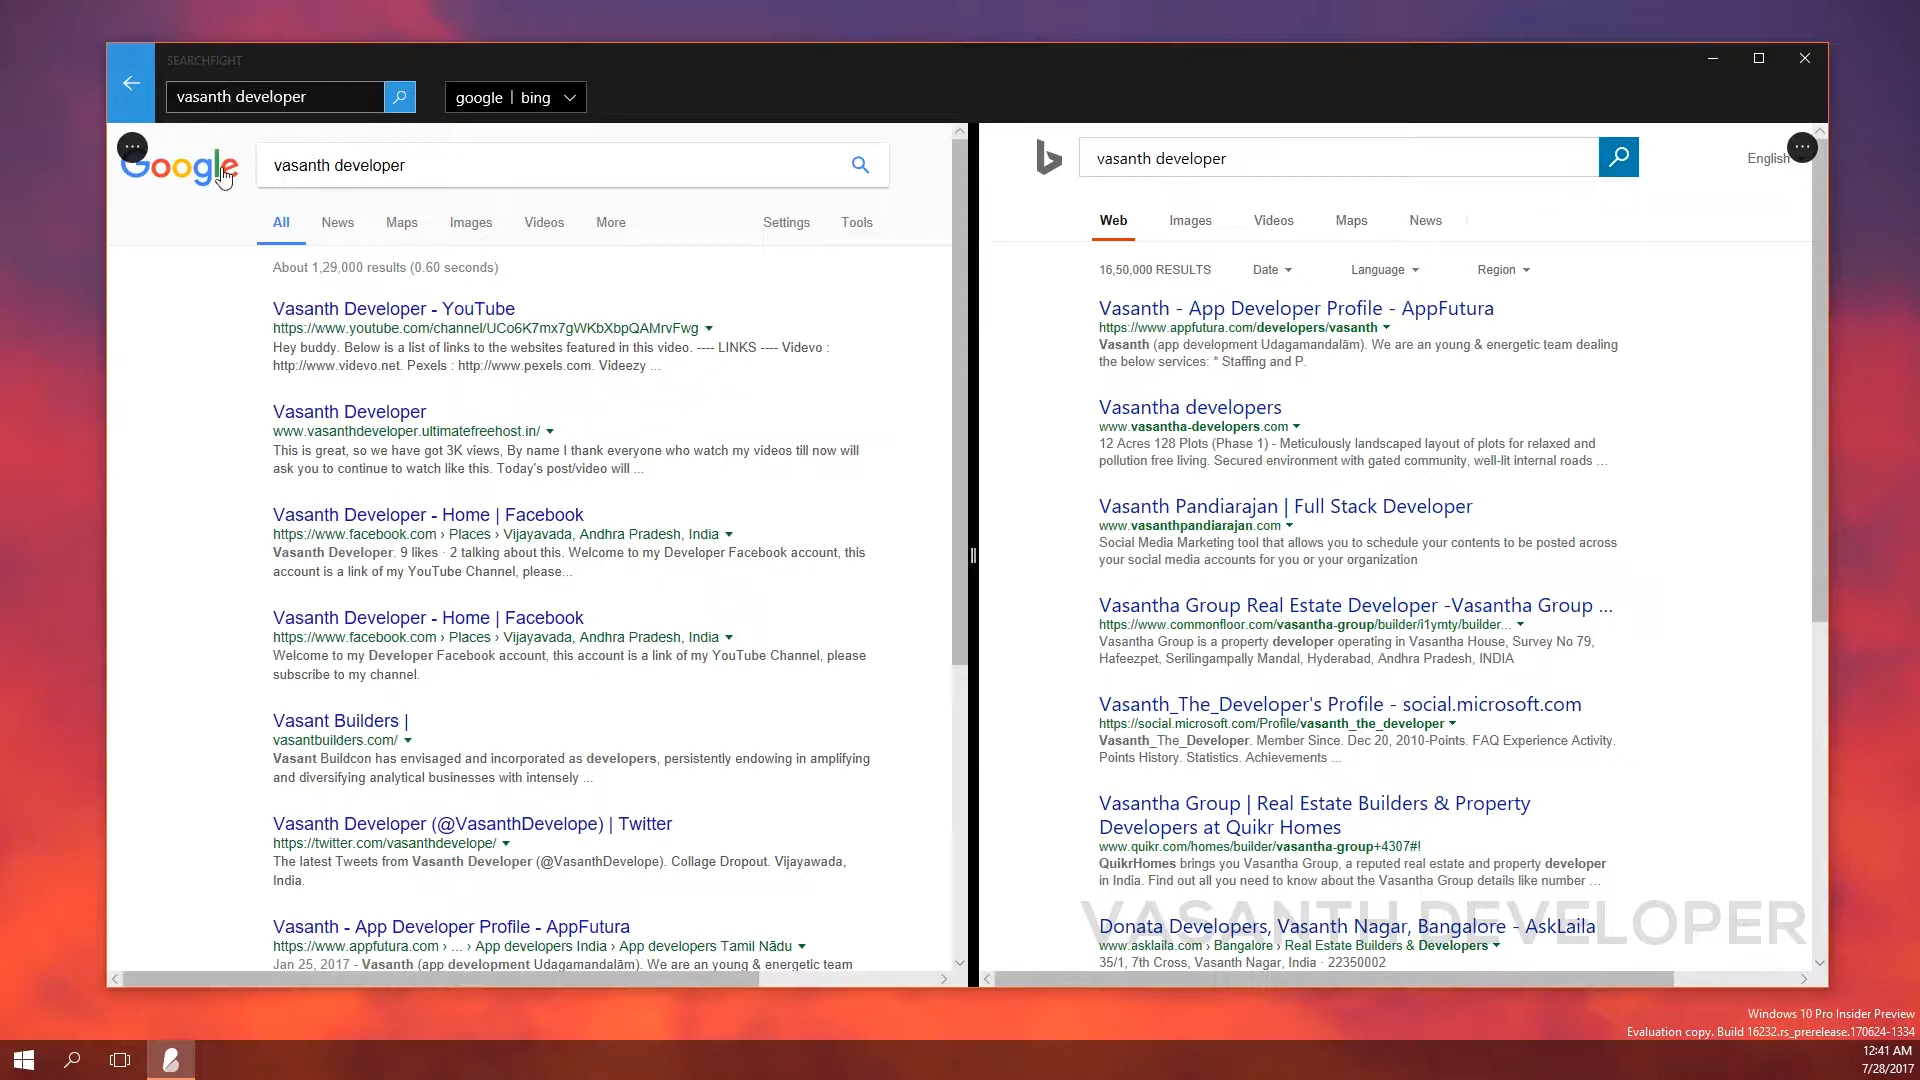 SEARCHFIGHT
vasanth developer
google | bing
Google
vasanth developer
All News Maps Images Videos More Settings Tools
About 1,29,000 results (0.60 seconds)
Vasanth Developer - YouTube
https://www.youtube.com/channel/UCo6K7mx7gWKbXbpQAMrvFwg
Hey buddy. Below is a list of links to the websites featured in this video. ---- LINKS ---- Videvo :
http://www.videvo.net. Pexels : http://www.pexels.com. Videezy ...
Vasanth Developer
www.vasanthdeveloper.ultimatefreehost.in/
This is great, so we have got 3K views, By name I thank everyone who watch my videos till now will
ask you to continue to watch like this. Today's post/video will ...
Vasanth Developer - Home | Facebook
https://www.facebook.com › Places › Vijayavada, Andhra Pradesh, India
Vasanth Developer. 9 likes · 2 talking about this. Welcome to my Developer Facebook account, this
account is a link of my YouTube Channel, please...
Vasanth Developer - Home | Facebook
https://www.facebook.com › Places › Vijayavada, Andhra Pradesh, India
Welcome to my Developer Facebook account, this account is a link of my YouTube Channel, please
subscribe to my channel.
Vasant Builders |
vasantbuilders.com/
Vasant Buildcon has envisaged and incorporated as developers, persistently endowing in amplifying
and diversifying analytical businesses with intensely ...
Vasanth Developer (@VasanthDevelope) | Twitter
https://twitter.com/vasanthdevelope/
The latest Tweets from Vasanth Developer (@VasanthDevelope). Collage Dropout. Vijayawada,
India.
Vasanth - App Developer Profile - AppFutura
https://www.appfutura.com › ... › App developers India › App developers Tamil Nādu
Jan 25, 2017 - Vasanth (app development Udagamandalām). We are an young & energetic team
vasanth developer
English
Web Images Videos Maps News
16,50,000 RESULTS Date Language Region
Vasanth - App Developer Profile - AppFutura
https://www.appfutura.com/developers/vasanth
Vasanth (app development Udagamandalām). We are an young & energetic team dealing
the below services: * Staffing and P.
Vasantha developers
www.vasantha-developers.com
12 Acres 128 Plots (Phase 1) - Meticulously landscaped layout of plots for relaxed and
pollution free living. Secured environment with gated community, well-lit internal roads ...
Vasanth Pandiarajan | Full Stack Developer
www.vasanthpandiarajan.com
Social Media Marketing tool that allows you to schedule your contents to be posted across
your social media accounts for you or your organization
Vasantha Group Real Estate Developer -Vasantha Group ...
https://www.commonfloor.com/vasantha-group/builder/i1ymty/builder...
Vasantha Group is a property developer operating in Vasantha House, Survey No 79,
Hafeezpet, Serilingampally Mandal, Hyderabad, Andhra Pradesh, INDIA
Vasanth_The_Developer's Profile - social.microsoft.com
https://social.microsoft.com/Profile/vasanth_the_developer
Vasanth_The_Developer. Member Since. Dec 20, 2010-Points. FAQ Experience Activity.
Points History. Statistics. Achievements ...
Vasantha Group | Real Estate Builders & Property
Developers at Quikr Homes
www.quikr.com/homes/builder/vasantha-group+4307#!
QuikrHomes brings you Vasantha Group, a reputed real estate and property developer
in India. Find out all you need to know about the Vasantha Group details like number ...
VASANTH DEVELOPER
Donata Developers, Vasanth Nagar, Bangalore - AskLaila
www.asklaila.com › Bangalore › Real Estate Builders & Developers
35/1, 7th Cross, Vasanth Nagar, India · 22350002
Windows 10 Pro Insider Preview
Evaluation copy. Build 16232.rs_prerelease.170624-1334
12:41 AM
7/28/2017